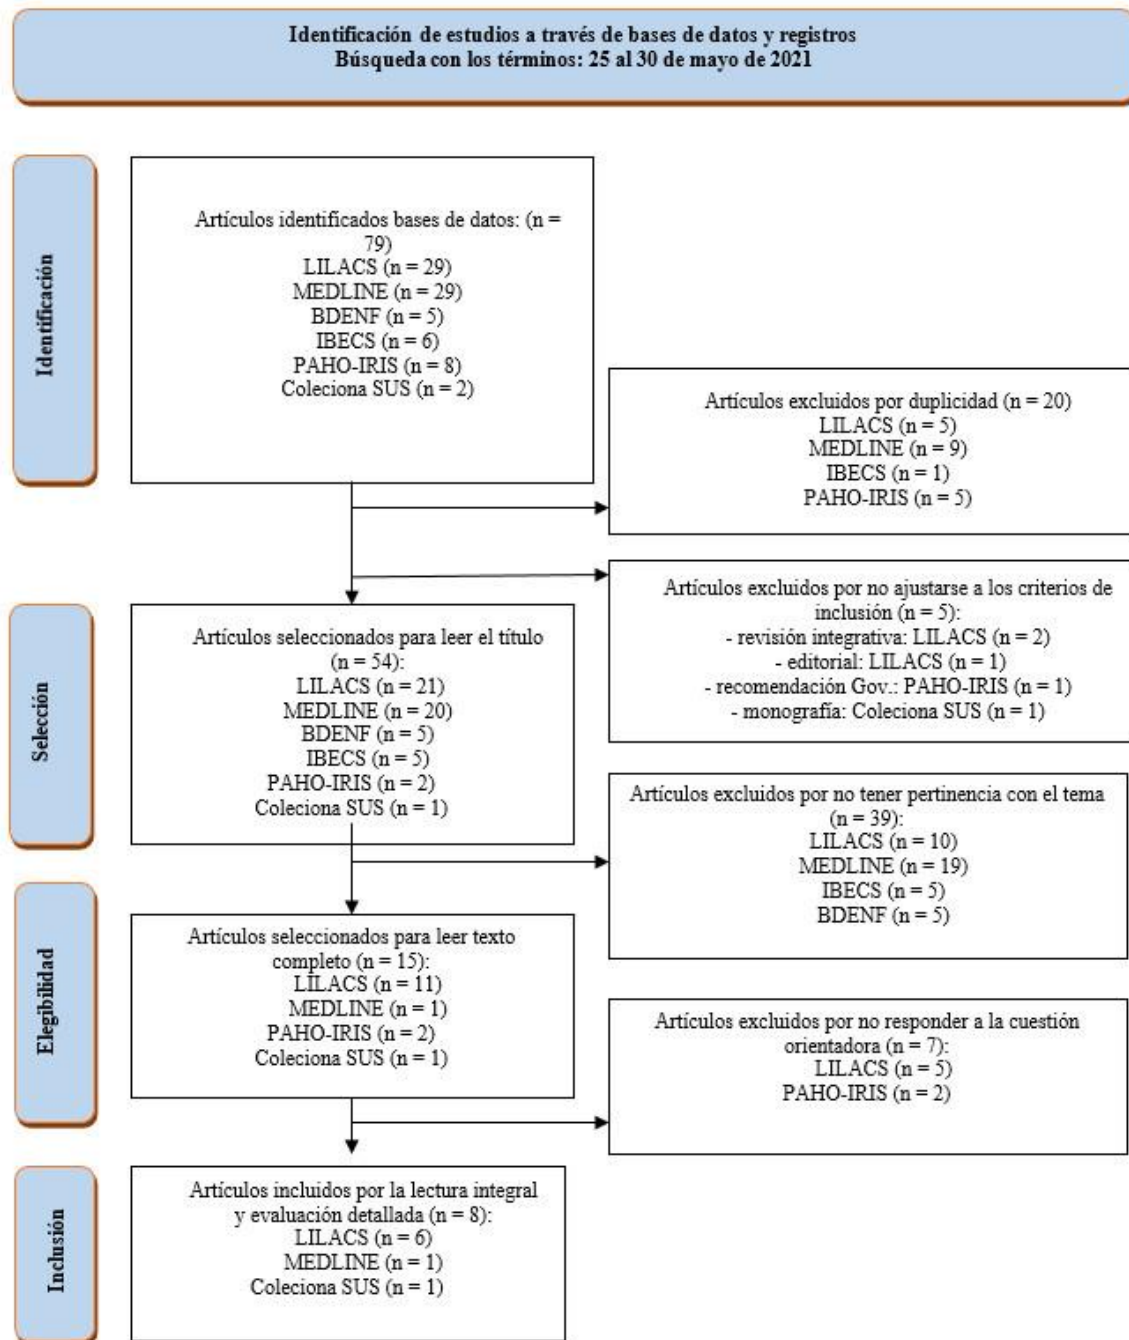 Identificación de estudios a través de bases de datos y registros
Búsqueda con los términos: 25 al 30 de mayo de 2021
Identificación
Artículos identificados bases de datos: (n =
79)
LILACS (n = 29)
MEDLINE (n = 29)
BDENF (n = 5)
IBECS (n = 6)
PAHO-IRIS (n = 8)
Coleciona SUS (n = 2)
Artículos excluidos por duplicidad (n = 20)
LILACS (n = 5)
MEDLINE (n = 9)
IBECS (n = 1)
PAHO-IRIS (n = 5)
Artículos excluidos por no ajustarse a los criterios de
inclusión (n = 5):
- revisión integrativa: LILACS (n = 2)
- editorial: LILACS (n = 1)
- recomendación Gov.: PAHO-IRIS (n = 1)
- monografía: Coleciona SUS (n = 1)
Selección
Artículos seleccionados para leer el título
(n = 54):
LILACS (n = 21)
MEDLINE (n = 20)
BDENF (n = 5)
IBECS (n = 5)
PAHO-IRIS (n = 2)
Coleciona SUS (n = 1)
Artículos excluidos por no tener pertinencia con el tema
(n = 39):
LILACS (n = 10)
MEDLINE (n = 19)
IBECS (n = 5)
BDENF (n = 5)
Elegibilidad
Artículos seleccionados para leer texto
completo (n = 15):
LILACS (n = 11)
MEDLINE (n = 1)
PAHO-IRIS (n = 2)
Coleciona SUS (n = 1)
Artículos excluidos por no responder a la cuestión
orientadora (n = 7):
LILACS (n = 5)
PAHO-IRIS (n = 2)
Inclusión
Artículos incluidos por la lectura integral
y evaluación detallada (n = 8):
LILACS (n = 6)
MEDLINE (n = 1)
Coleciona SUS (n = 1)